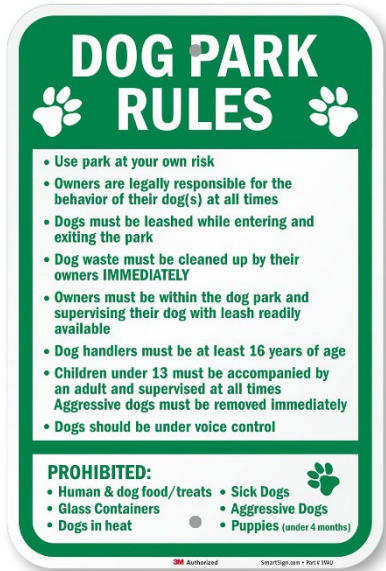 DOG PARK
RULES
• Use park at your own risk
• Owners are legally responsible for the
behavior of their dog(s) at all times
• Dogs must be leashed while entering and
exiting the park
• Dog waste must be cleaned up by their
owners IMMEDIATELY
• Owners must be within the dog park and
supervising their dog with leash readily
available
• Dog handlers must be at least 16 years of age
• Children under 13 must be accompanied by
an adult and supervised at all times
Aggressive dogs must be removed immediately
• Dogs should be under voice control
PROHIBITED:
• Human & dog food/treats
• Glass Containers
• Dogs in heat
• Sick Dogs
• Aggressive Dogs
• Puppies (under 4 months)
3M Authorized
SmartSign.com • Part #